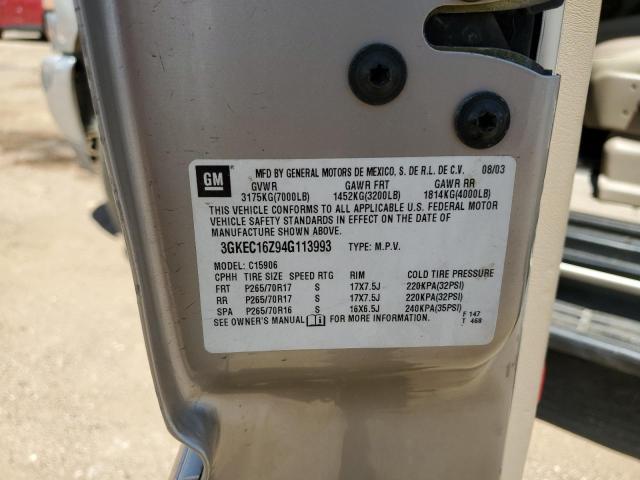 GM
MFD BY GENERAL MOTORS DE MEXICO, S. DE R.L. DE C.V. 08/03
GVWR GAWR FRT GAWR RR
3175KG(7000LB) 1452KG(3200LB) 1814KG(4000LB)
THIS VEHICLE CONFORMS TO ALL APPLICABLE U.S. FEDERAL MOTOR
VEHICLE SAFETY STANDARDS IN EFFECT ON THE DATE OF
MANUFACTURE SHOWN ABOVE.
3GKEC16Z94G113993 TYPE: M.P.V.
MODEL: C15906
CPHH TIRE SIZE SPEED RTG RIM COLD TIRE PRESSURE
FRT P265/70R17 S 17X7.5J 220KPA(32PSI)
RR P265/70R17 S 17X7.5J 220KPA(32PSI)
SPA P265/70R16 S 16X6.5J 240KPA(35PSI)
SEE OWNER'S MANUAL FOR MORE INFORMATION.
F 147
T 468